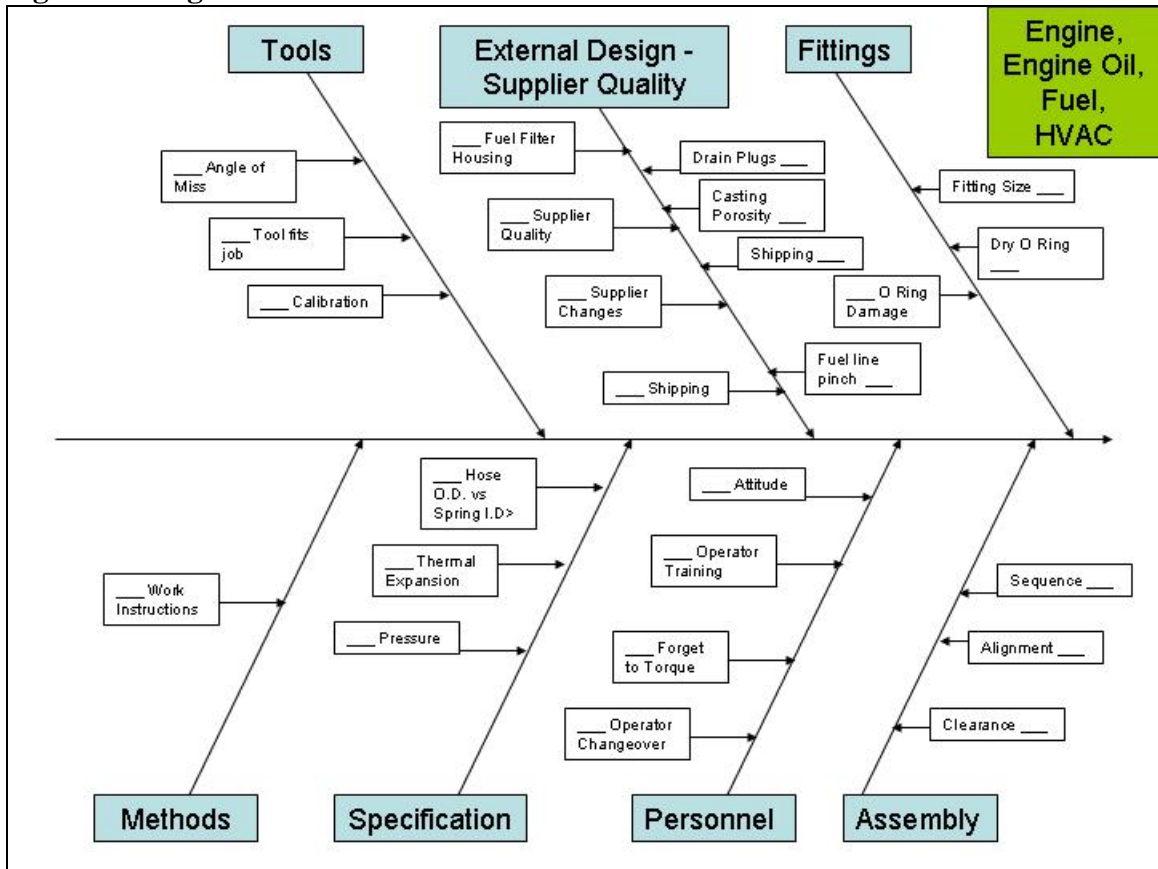 Tools
External Design -
Supplier Quality
Fittings
Engine,
Engine Oil,
Fuel,
HVAC
___ Fuel Filter
Housing
Drain Plugs ___
___ Angle of
Miss
Casting
Porosity ___
Fitting Size ___
___ Supplier
Quality
___ Tool fits
job
Shipping ___
Dry O Ring
___
___ Calibration
___ Supplier
Changes
___ O Ring
Damage
Fuel line
pinch ___
___ Shipping
___ Hose
O.D. vs
Spring I.D>
___ Attitude
___ Thermal
Expansion
___ Operator
Training
___ Work
Instructions
Sequence ___
___ Pressure
___ Forget
to Torque
Alignment ___
___ Operator
Changeover
Clearance ___
Methods
Specification
Personnel
Assembly